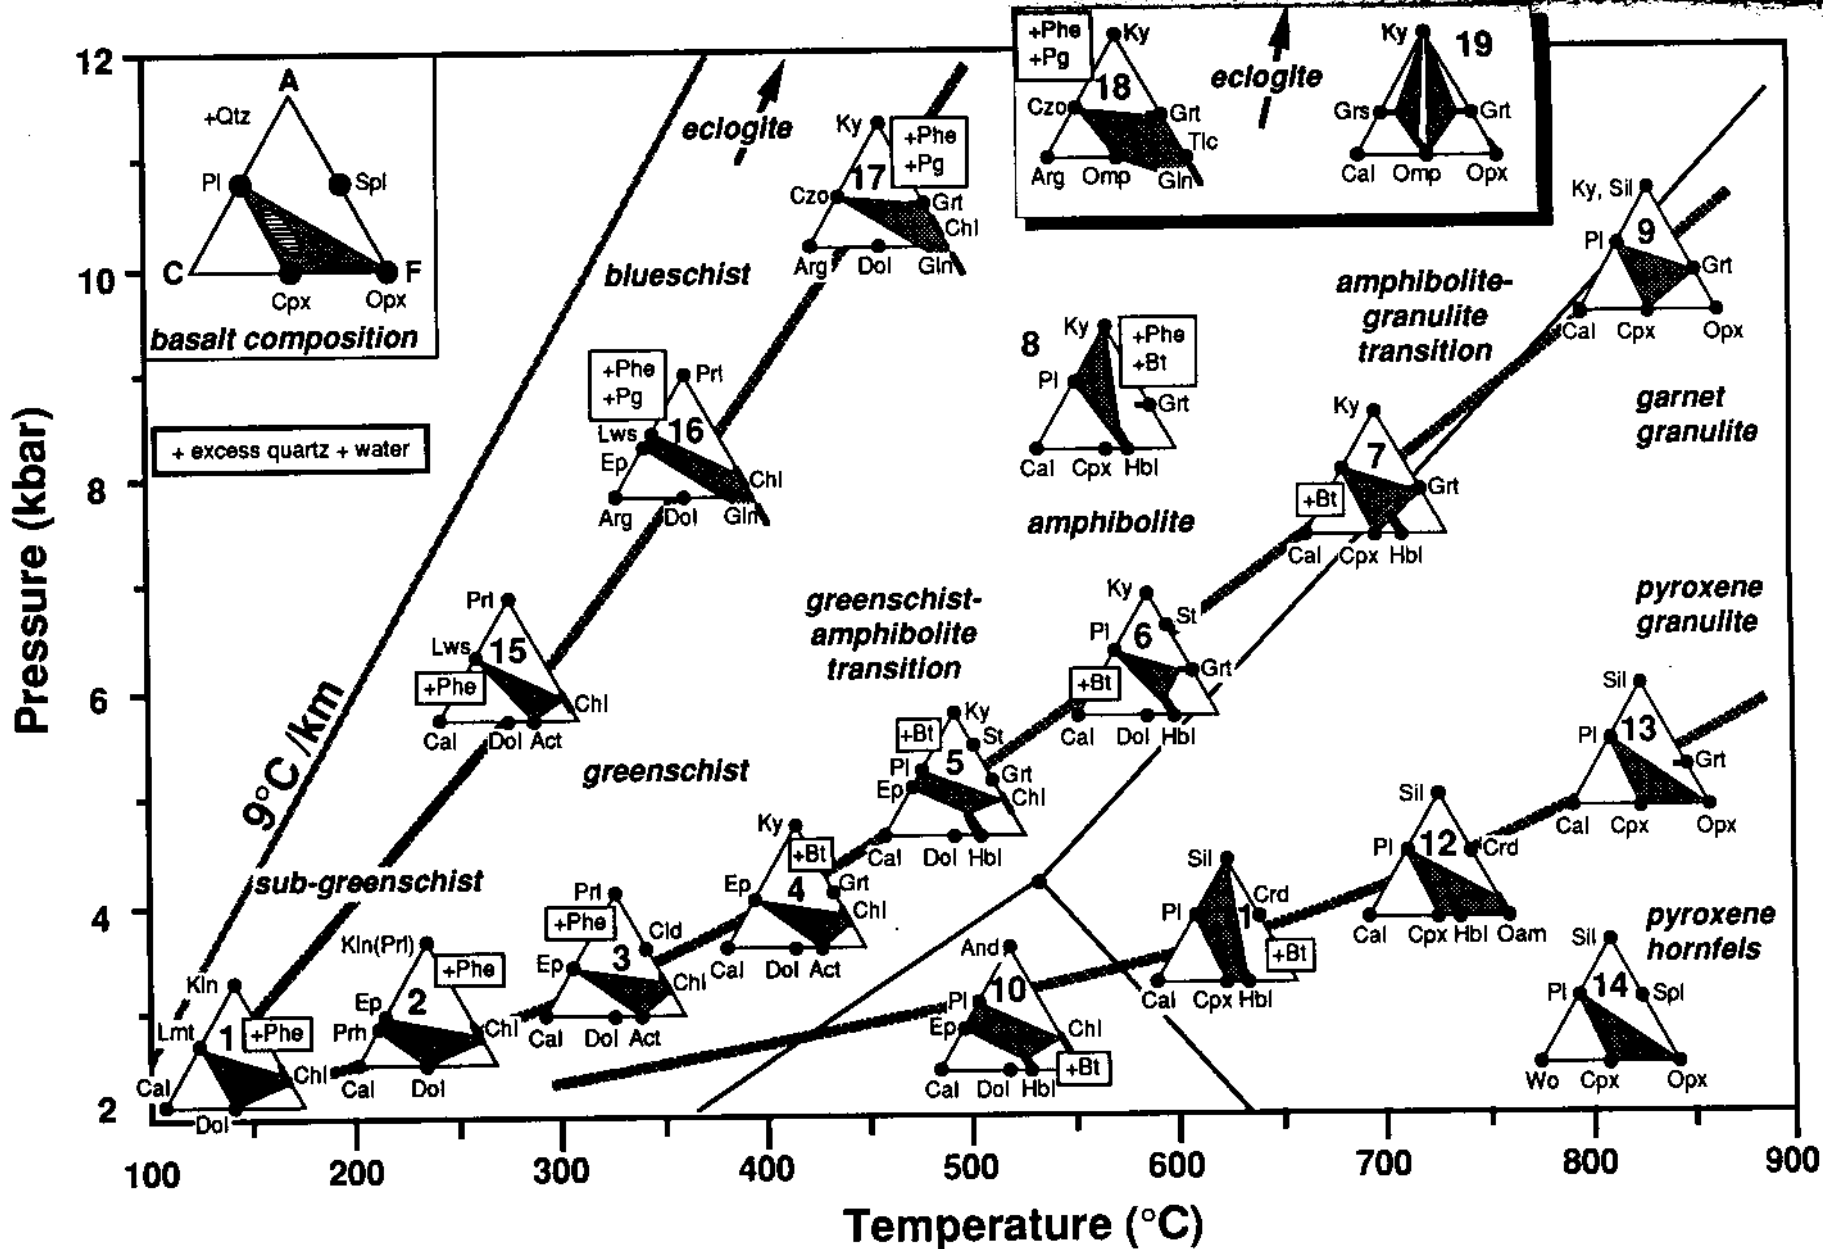 12
10
8
6
4
2
Pressure (kbar)
100
200
300
400
500
600
700
800
900
Temperature (°C)
A
+Qtz
Pl
Spl
C
F
Cpx
Opx
basalt composition
+ excess quartz + water
9°C/km
eclogite
blueschist
sub-greenschist
greenschist
greenschist-
amphibolite
transition
amphibolite
amphibolite-
granulite
transition
garnet
granulite
pyroxene
granulite
pyroxene
hornfels
Kln
Lmt
1
+Phe
Cal
Chl
Dol
Kln(Prl)
2
+Phe
Ep
Prh
Chl
Cal
Dol
Prl
+Phe
Cld
3
Ep
Chl
Cal
Dol
Act
Ky
+Bt
4
Ep
Grt
Chl
Cal
Dol
Act
Ky
+Bt
St
5
Pl
Ep
Grt
Chl
Cal
Dol
Hbl
Ky
St
6
Pl
Grt
+Bt
Cal
Dol
Hbl
Ky
7
Grt
+Bt
Cal
Cpx
Hbl
8
Ky
+Phe
+Bt
Pl
Grt
Cal
Cpx
Hbl
Ky, Sil
9
Pl
Grt
Cal
Cpx
Opx
And
10
Pl
Ep
Chl
+Bt
Cal
Dol
Hbl
Sil
Crd
Pl
1
+Bt
Cal
Cpx
Hbl
Sil
12
Pl
Crd
Cal
Cpx
Hbl
Oam
Sil
13
Pl
Grt
Cal
Cpx
Opx
Sil
14
Pl
Spl
Wo
Cpx
Opx
Prl
Lws
15
+Phe
Chl
Cal
Dol
Act
+Phe
+Pg
Prl
Lws
16
Ep
Chl
Arg
Dol
Gln
Ky
+Phe
+Pg
17
Czo
Grt
Chl
Arg
Dol
Gln
+Phe
+Pg
Ky
18
Czo
Grt
Tlc
Arg
Omp
Gln
eclogite
Ky
19
Grs
Grt
Cal
Omp
Opx